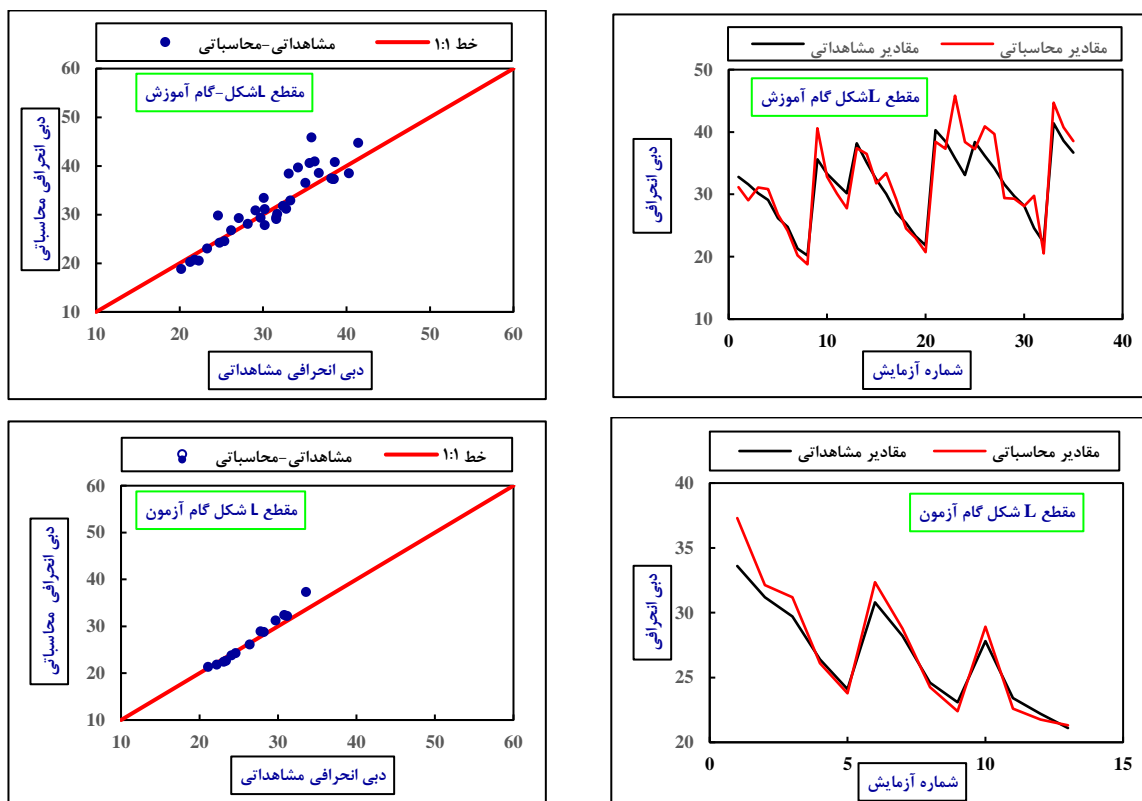 مشاهداتی-محاسباتی خط ۱:۱
مقطع Lشکل-گام آموزش
دبی انحرافی محاسباتی
60
50
40
30
20
10
10 20 30 40 50 60
دبی انحرافی مشاهداتی
مقادیر مشاهداتی مقادیر محاسباتی
مقطع Lشکل گام آموزش
دبی انحرافی
50
40
30
20
10
0 10 20 30 40
شماره آزمایش
مشاهداتی-محاسباتی خط ۱:۱
مقطع L شکل گام آزمون
دبی انحرافی محاسباتی
60
50
40
30
20
10
10 20 30 40 50 60
دبی انحرافی مشاهداتی
مقادیر مشاهداتی مقادیر محاسباتی
مقطع L شکل گام آزمون
دبی انحرافی
40
35
30
25
20
0 5 10 15
شماره آزمایش